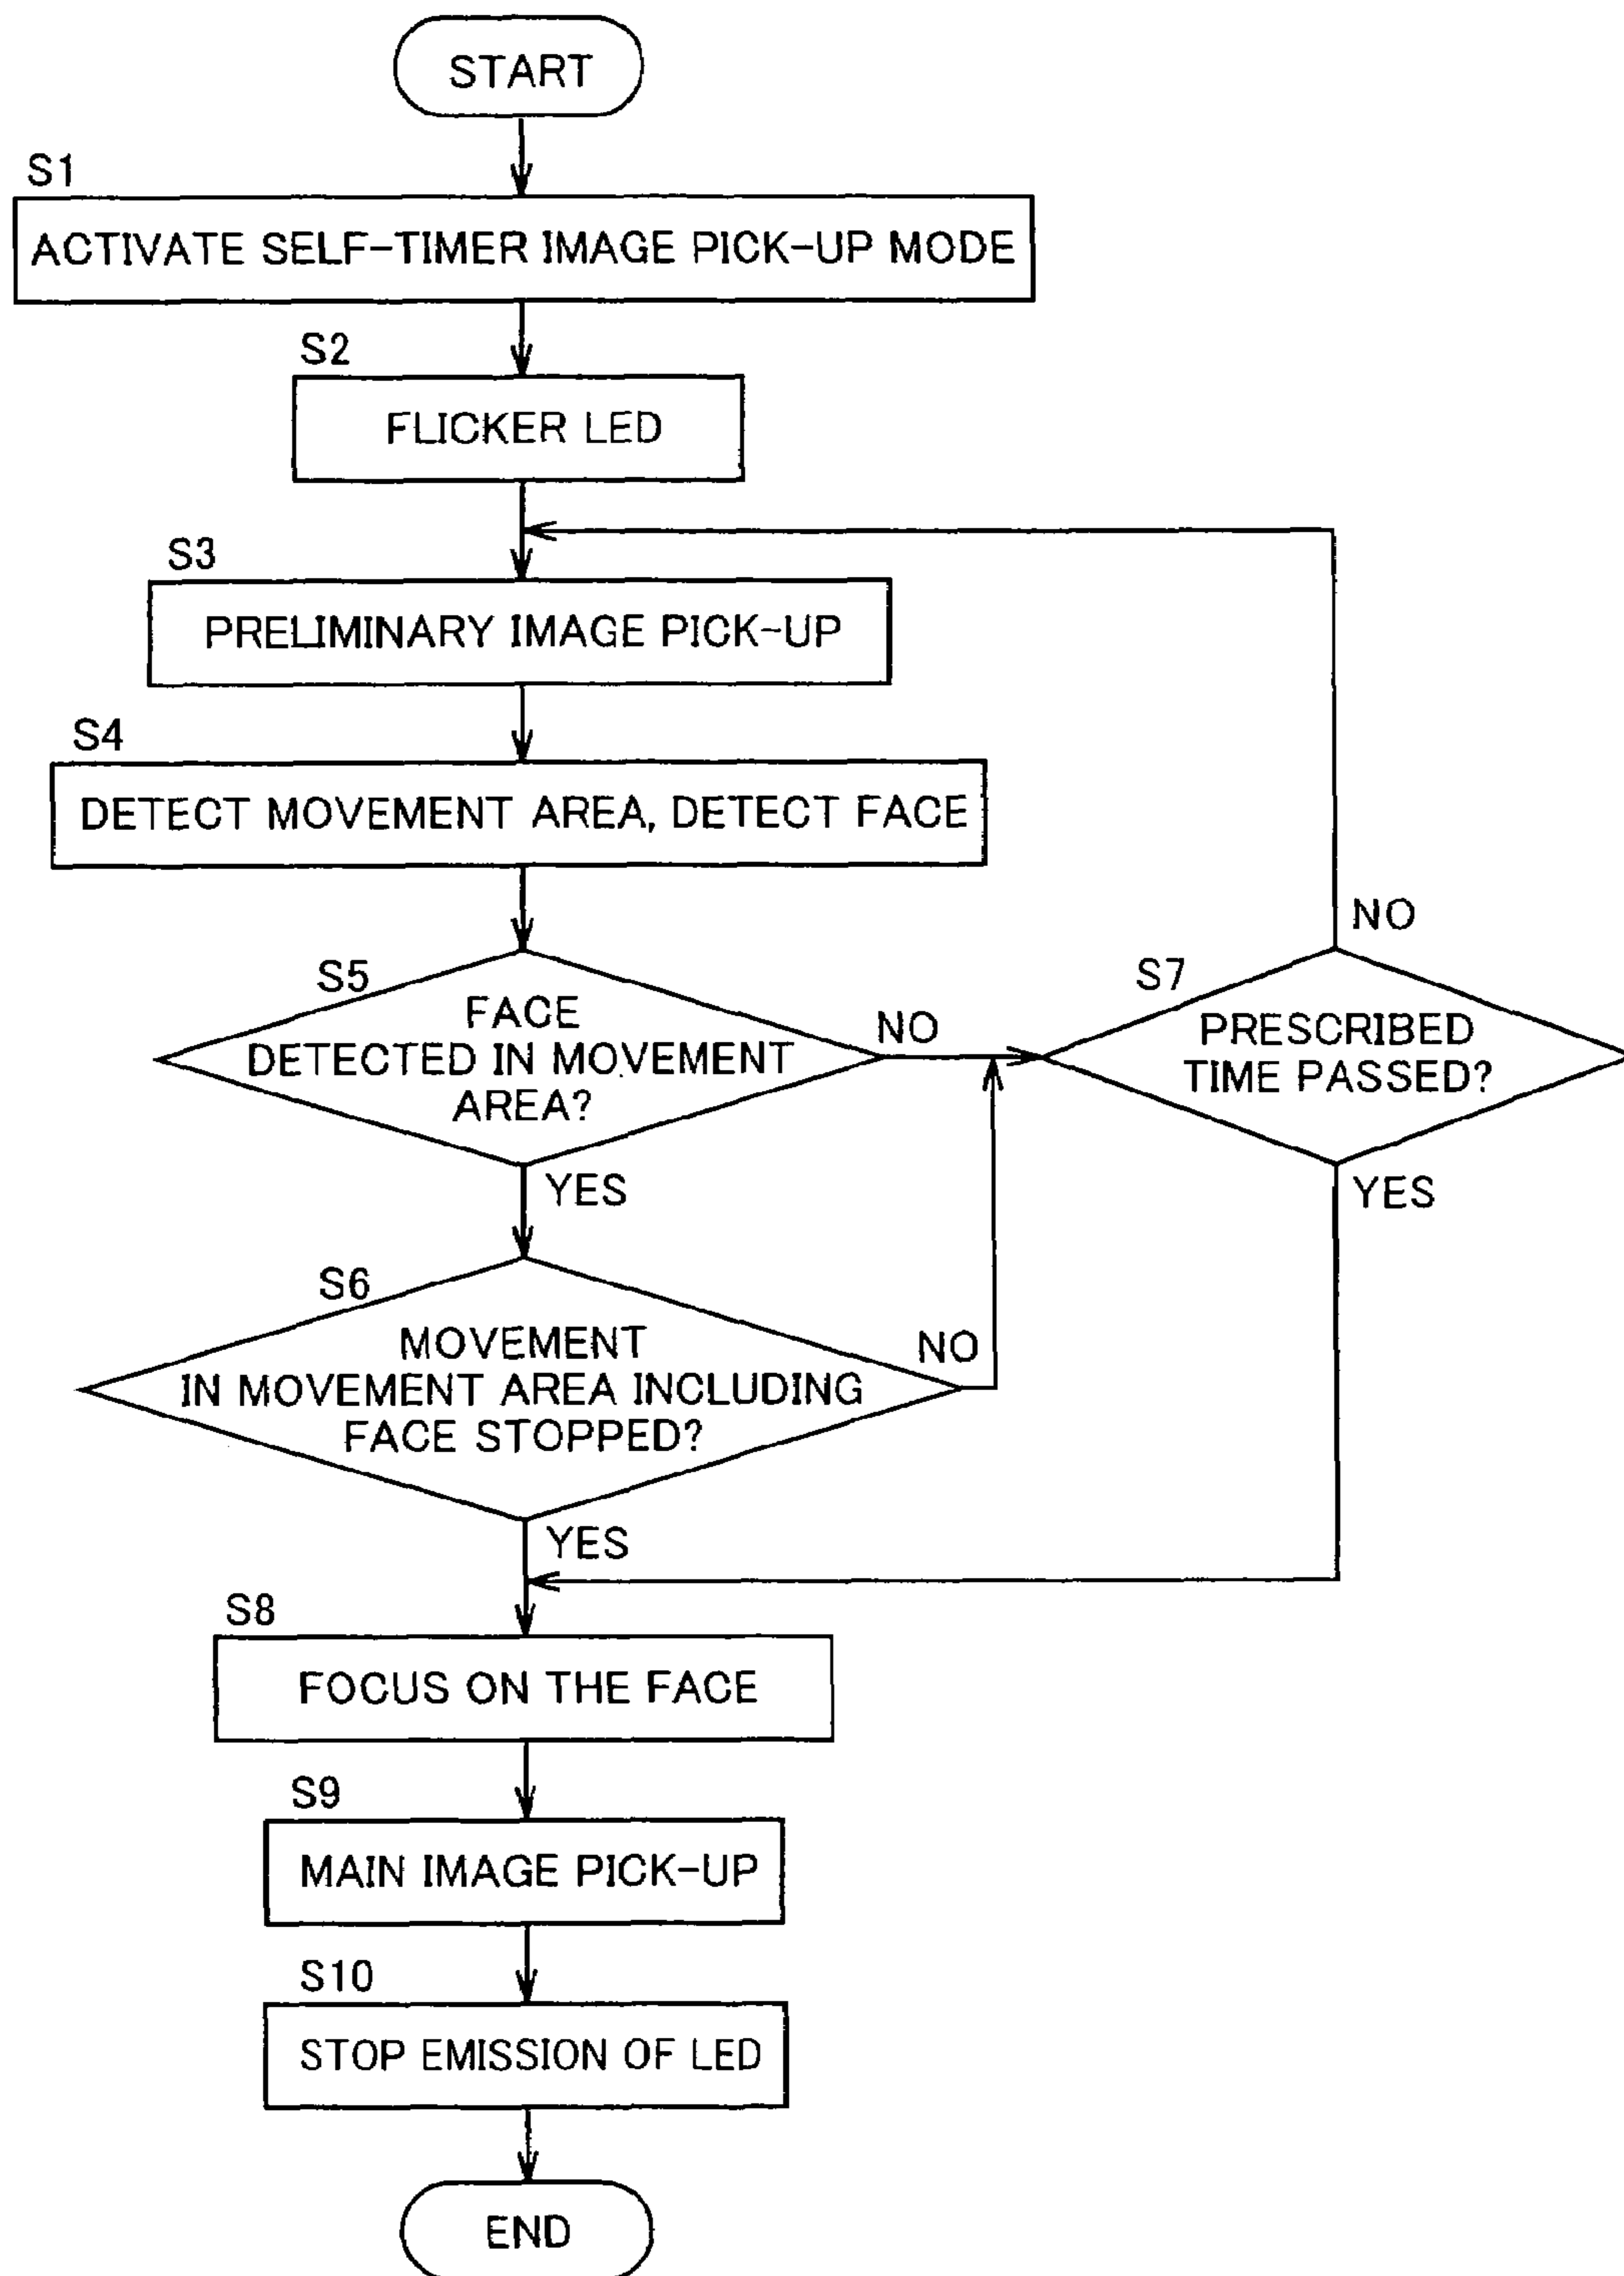 START
S1
ACTIVATE SELF-TIMER IMAGE PICK-UP MODE
S2
FLICKER LED
S3
PRELIMINARY IMAGE PICK-UP
S4
DETECT MOVEMENT AREA, DETECT FACE
S5
FACE
DETECTED IN MOVEMENT
AREA?
NO
YES
S7
PRESCRIBED
TIME PASSED?
NO
YES
S6
MOVEMENT
IN MOVEMENT AREA INCLUDING
FACE STOPPED?
NO
YES
S8
FOCUS ON THE FACE
S9
MAIN IMAGE PICK-UP
S10
STOP EMISSION OF LED
END